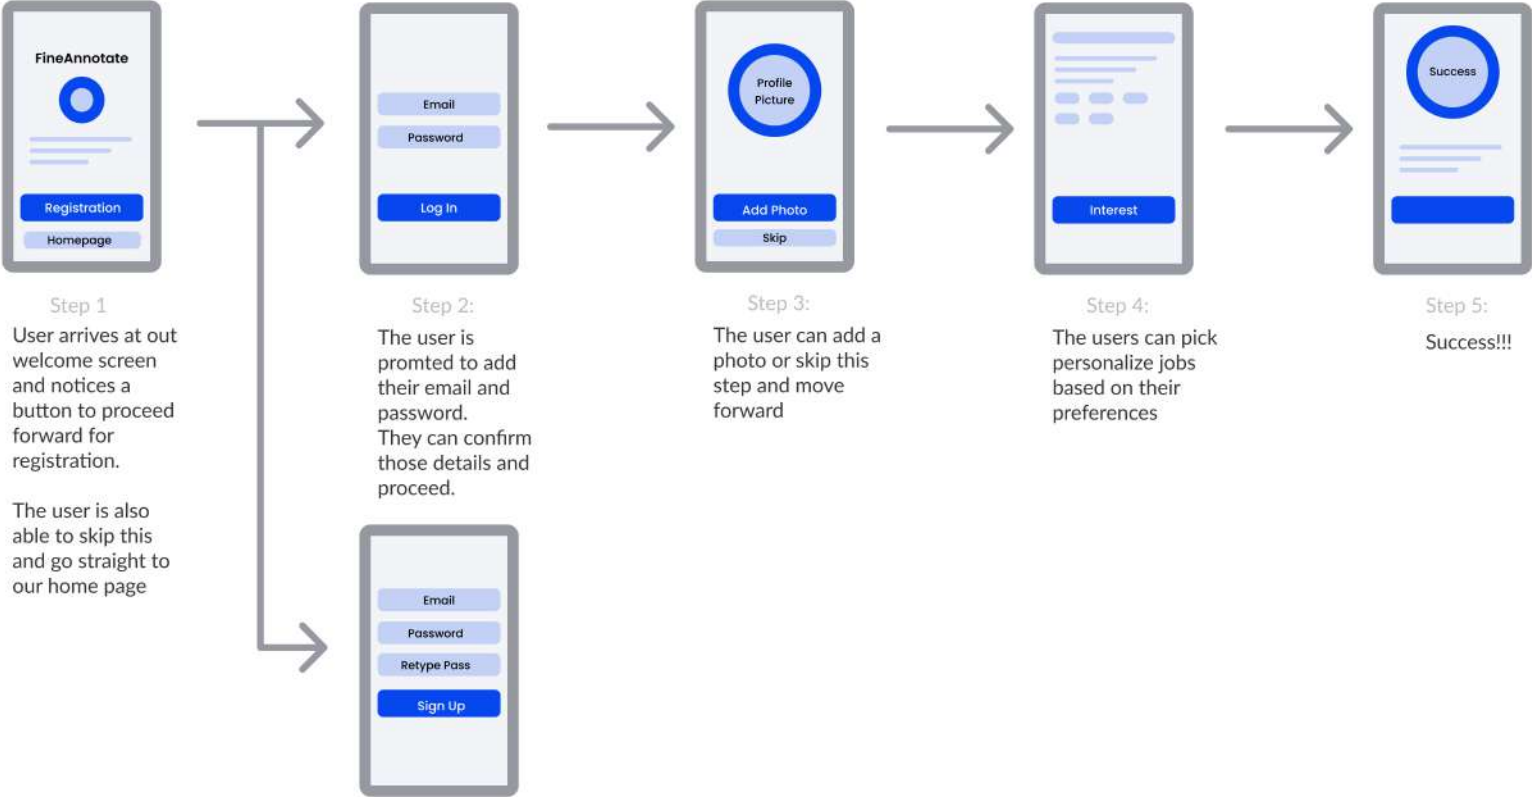 FineAnnotate
Registration
Homepage
Step 1
User arrives at out
welcome screen
and notices a
button to proceed
forward for
registration.
The user is also
able to skip this
and go straight to
our home page
Email
Password
Log In
Step 2:
The user is
promted to add
their email and
password.
They can confirm
those details and
proceed.
Email
Password
Retype Pass
Sign Up
Profile
Picture
Add Photo
Skip
Step 3:
The user can add a
photo or skip this
step and move
forward
Interest
Step 4:
The users can pick
personalize jobs
based on their
preferences
Success
Step 5:
Success!!!